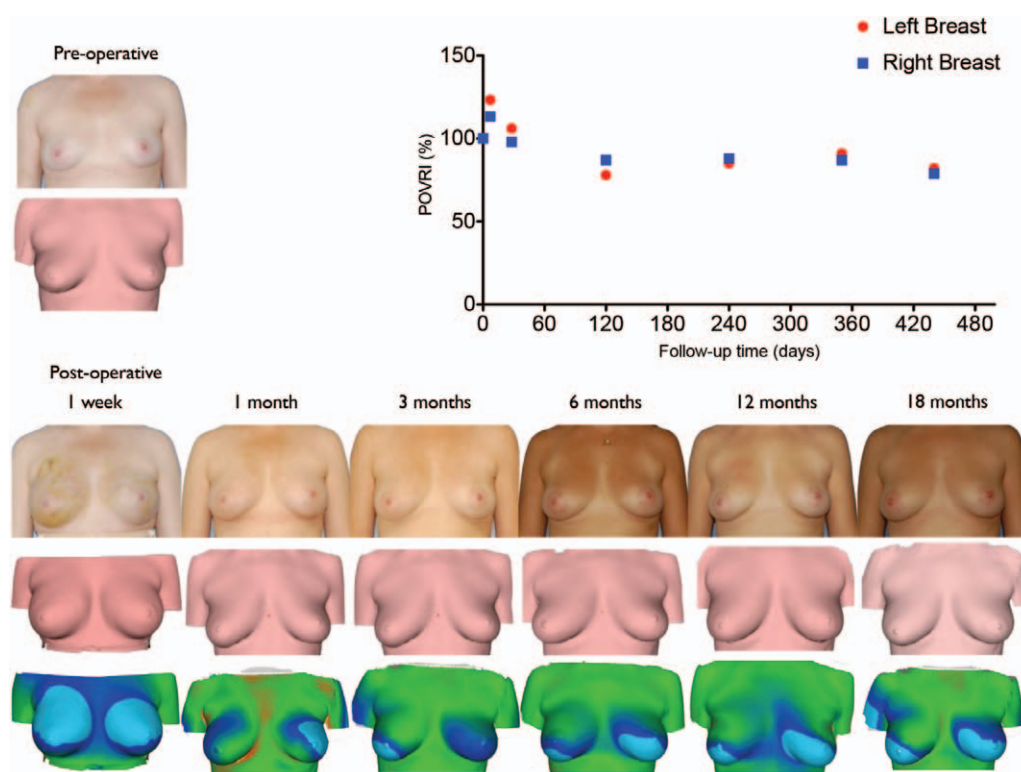 Pre-operative
Left Breast
Right Breast
POVRI (%)
150
100
50
0
0 60 120 180 240 300 360 420 480
Follow-up time (days)
Post-operative
1 week 1 month 3 months 6 months 12 months 18 months